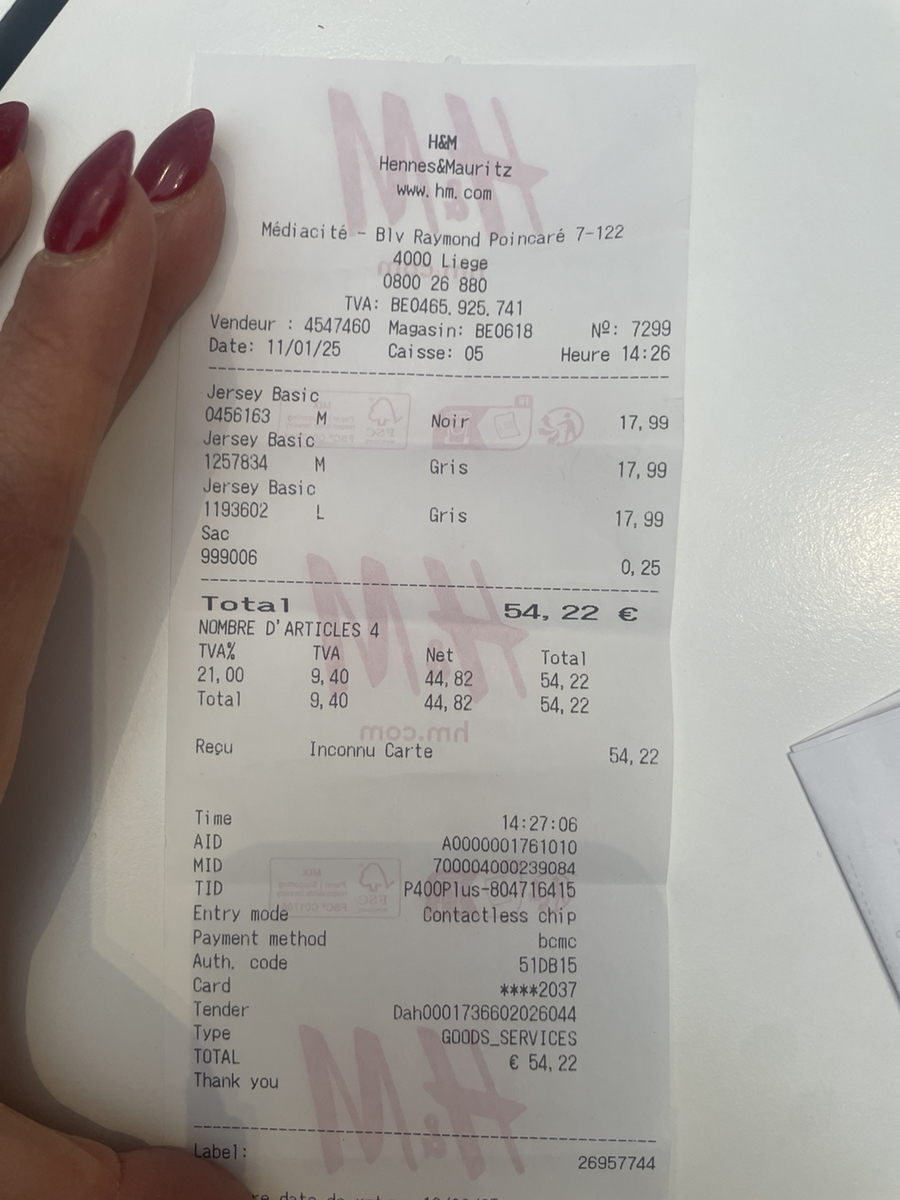 H&M
Hennes&Mauritz
www.hm.com
Médiacité - Blv Raymond Poincaré 7-122
4000 Liege
0800 26 880
TVA: BE0465.925.741
Vendeur : 4547460 Magasin: BE0618 Nº: 7299
Date: 11/01/25 Caisse: 05 Heure 14:26
Jersey Basic
0456163 M Noir 17,99
Jersey Basic
1257834 M Gris 17,99
Jersey Basic
1193602 L Gris 17,99
Sac
999006 0,25
Total 54,22 €
NOMBRE D'ARTICLES 4
TVA% TVA Net Total
21,00 9,40 44,82 54,22
Total 9,40 44,82 54,22
hm.com
Reçu Inconnu Carte 54,22
Time 14:27:06
AID A0000001761010
MID 700004000239084
TID P400Plus-804716415
Entry mode Contactless chip
Payment method bcmc
Auth. code 51DB15
Card ****2037
Tender Dah0001736602026044
Type GOODS_SERVICES
TOTAL € 54,22
Thank you
Label: 26957744